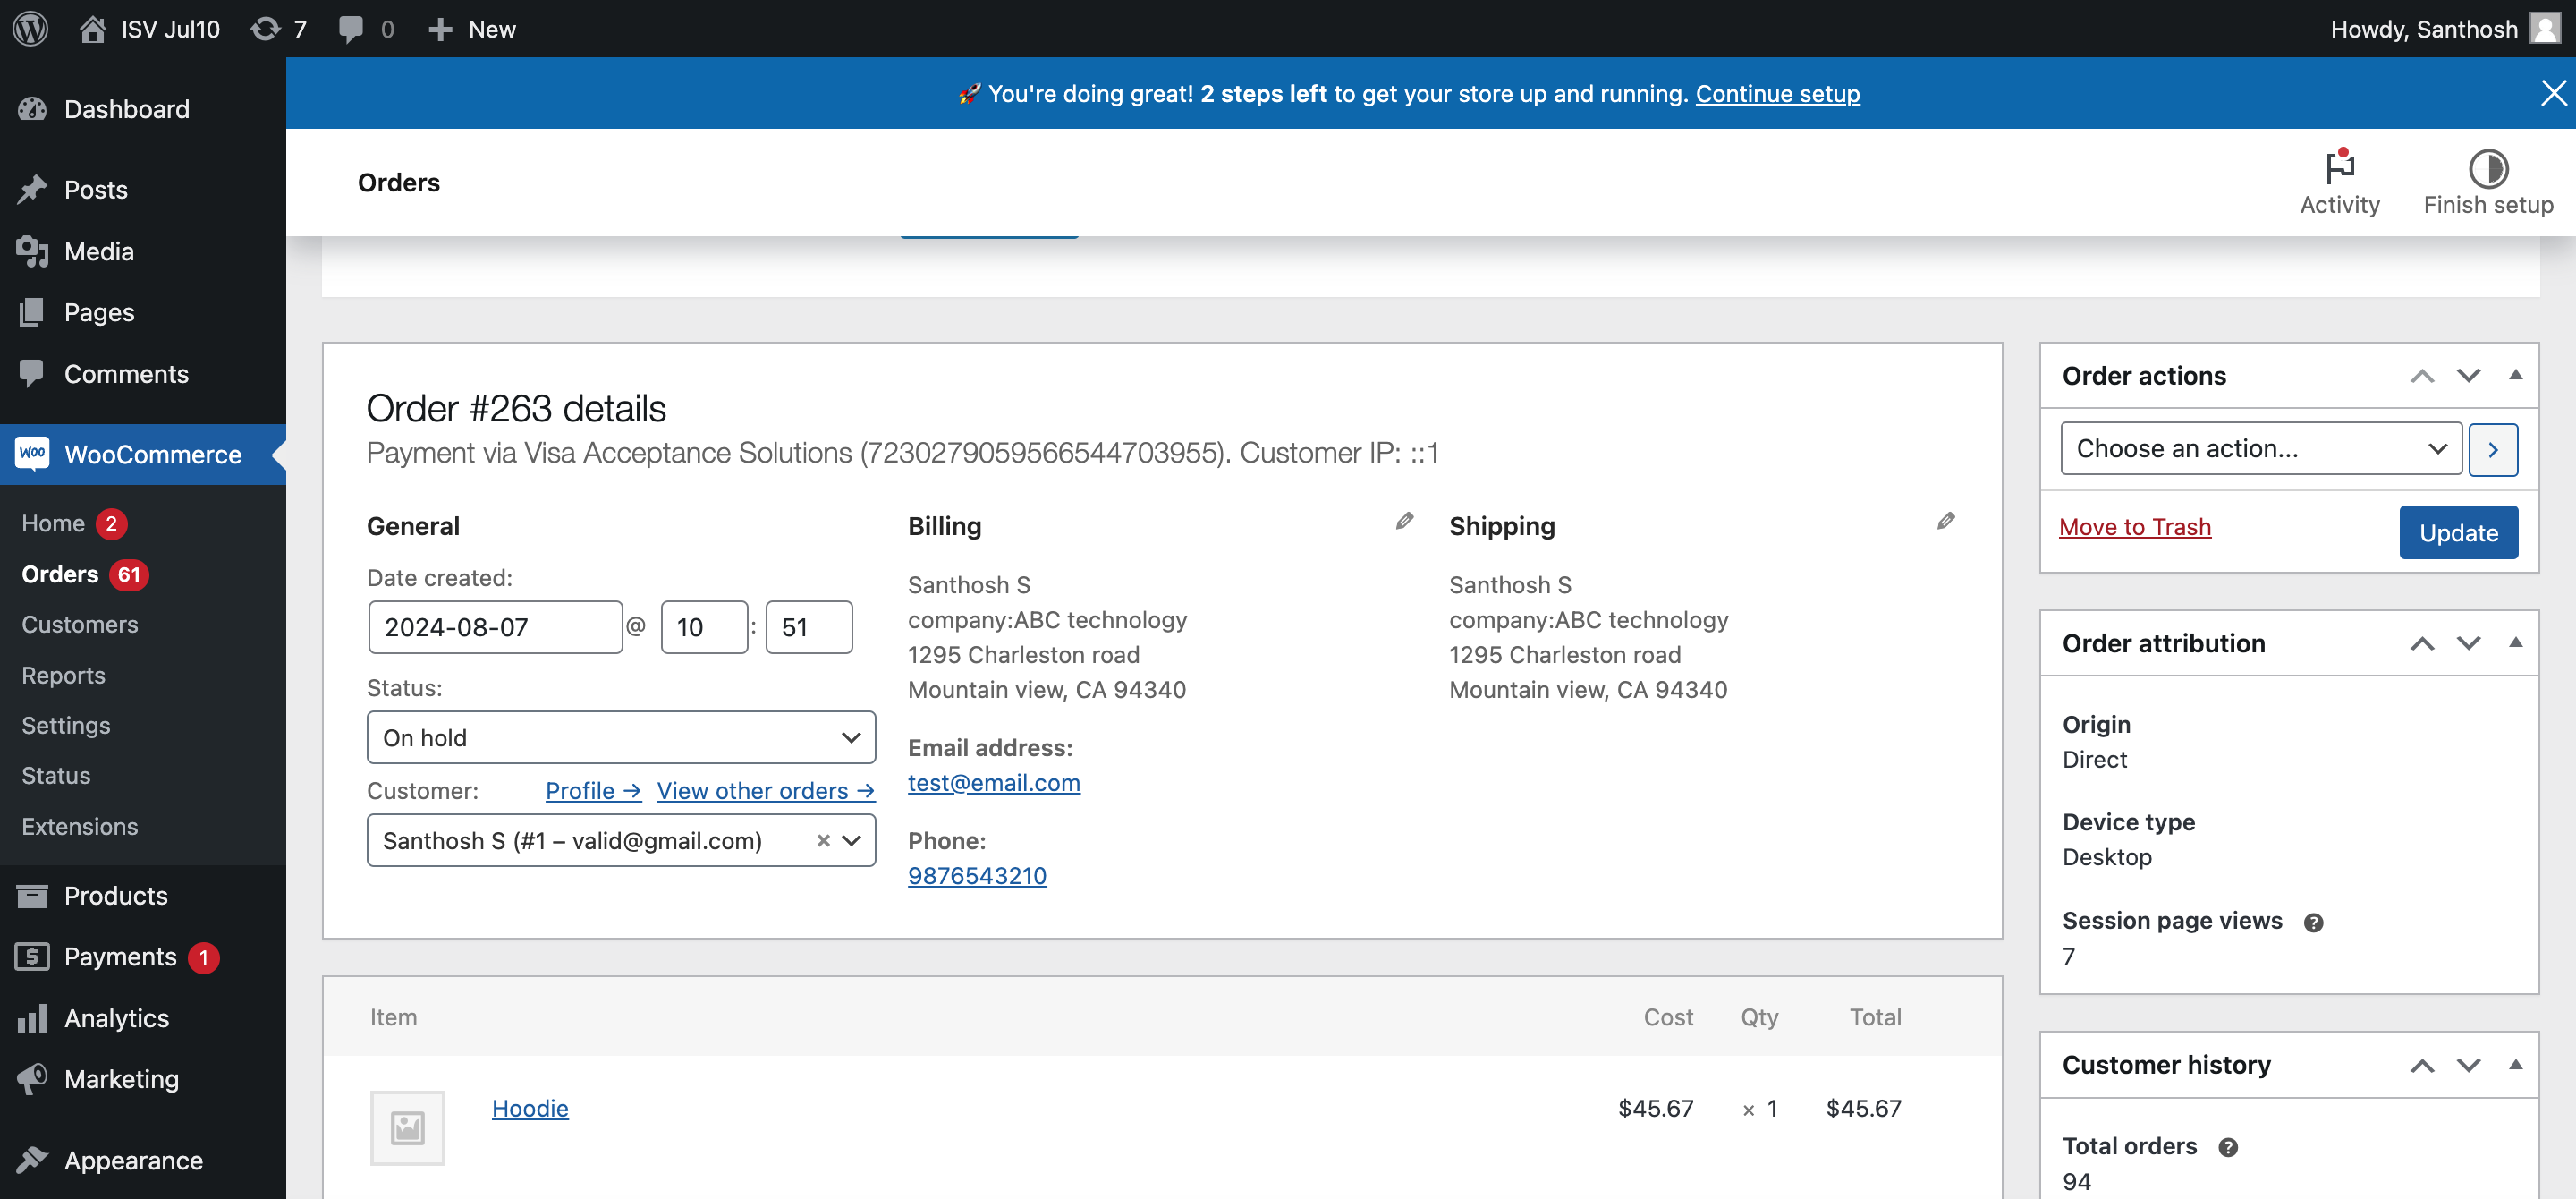 ISV Jul10 7 0 New
Howdy, Santhosh
🚀 You're doing great! 2 steps left to get your store up and running. Continue setup
Dashboard
Posts
Media
Pages
Comments
Woo WooCommerce
Home 2
Orders 61
Customers
Reports
Settings
Status
Extensions
Products
Payments 1
Analytics
Marketing
Appearance
Orders
Activity
Finish setup
Order #263 details
Payment via Visa Acceptance Solutions (7230279059566544703955). Customer IP: ::1
General
Date created:
2024-08-07 @ 10 : 51
Status:
On hold
Customer: Profile → View other orders →
Santhosh S (#1 – valid@gmail.com) ×
Billing
Santhosh S
company:ABC technology
1295 Charleston road
Mountain view, CA 94340
Email address:
test@email.com
Phone:
9876543210
Shipping
Santhosh S
company:ABC technology
1295 Charleston road
Mountain view, CA 94340
Item Cost Qty Total
Hoodie $45.67 × 1 $45.67
Order actions
Choose an action...
Move to Trash
Update
Order attribution
Origin
Direct
Device type
Desktop
Session page views ?
7
Customer history
Total orders ?
94